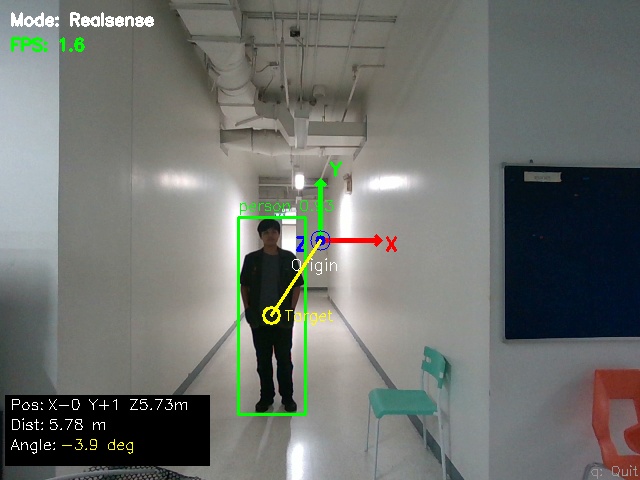 Mode: Realsense
FPS: 1.6
Y
person
Z
X
Origin
Target
Pos: X-0 Y+1 Z5.73m
Dist: 5.78 m
Angle: -3.9 deg
q: Quit